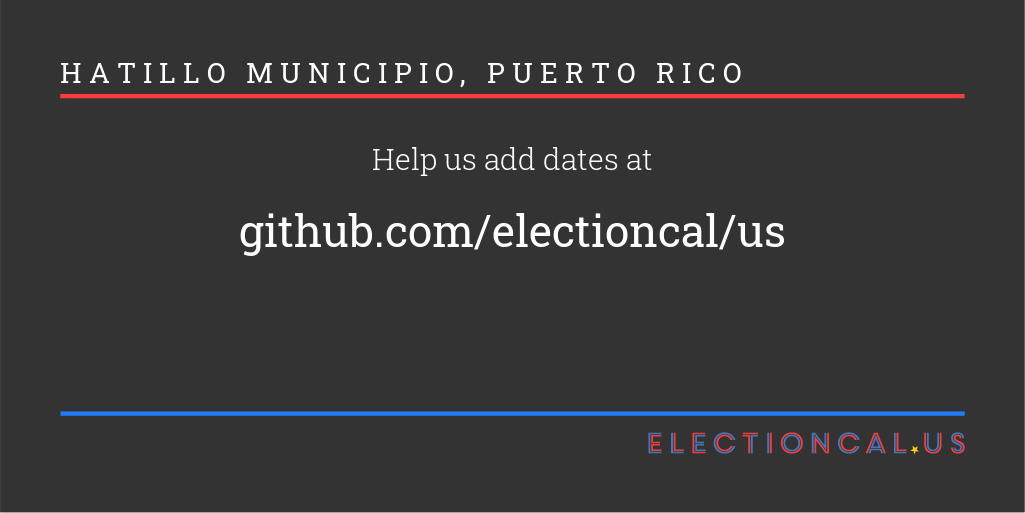 HATILLO MUNICIPIO, PUERTO RICO
Help us add dates at
github.com/electioncal/us
ELECTIONCAL.US